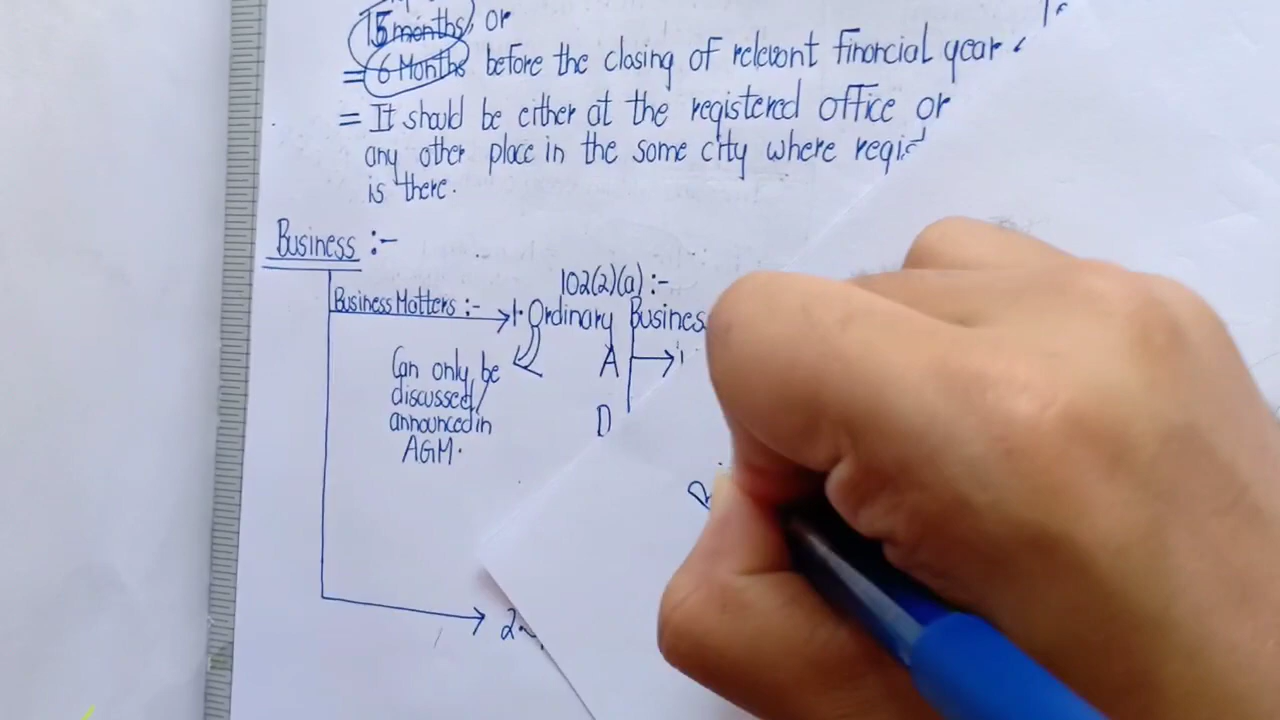 15 months, or
= 6 Months before the closing of relevant financial year
= It should be either at the registered office or
any other place in the same city where regis
is there.
Business :-
102(2)(a) :-
Business Matters :- 1. Ordinary Busines
Can only be
discussed/
announced in
AGM.
A
D
2.